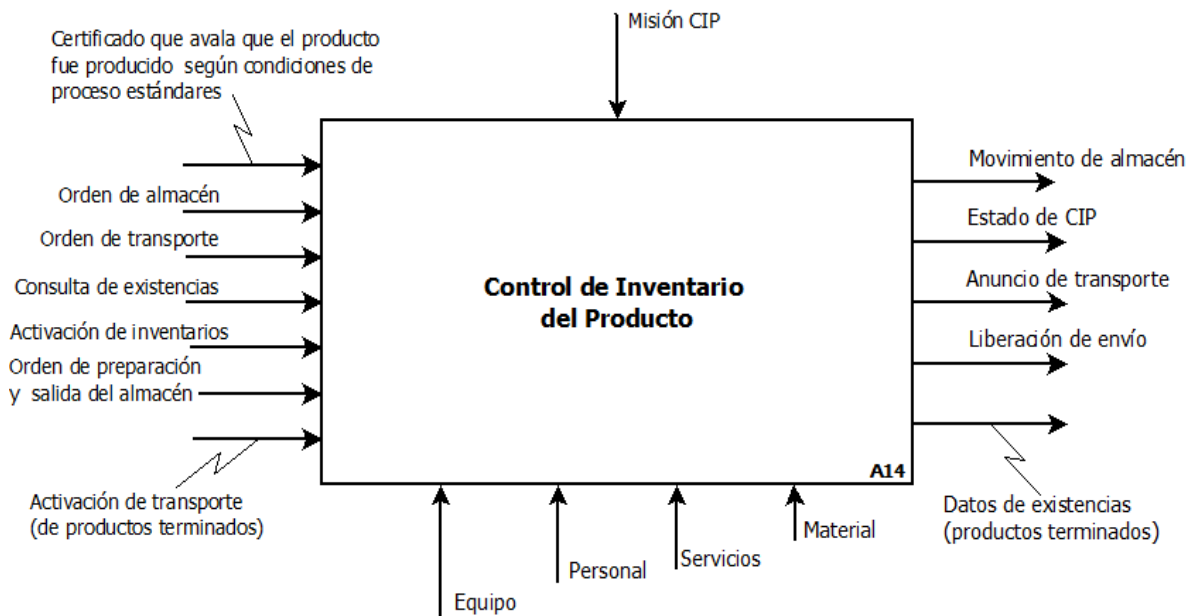 Misión CIP
Certificado que avala que el producto
fue producido según condiciones de
proceso estándares
Orden de almacén
Orden de transporte
Consulta de existencias
Activación de inventarios
Orden de preparación
y salida del almacén
Activación de transporte
(de productos terminados)
Control de Inventario
del Producto
A14
Movimiento de almacén
Estado de CIP
Anuncio de transporte
Liberación de envío
Datos de existencias
(productos terminados)
Equipo
Personal
Servicios
Material